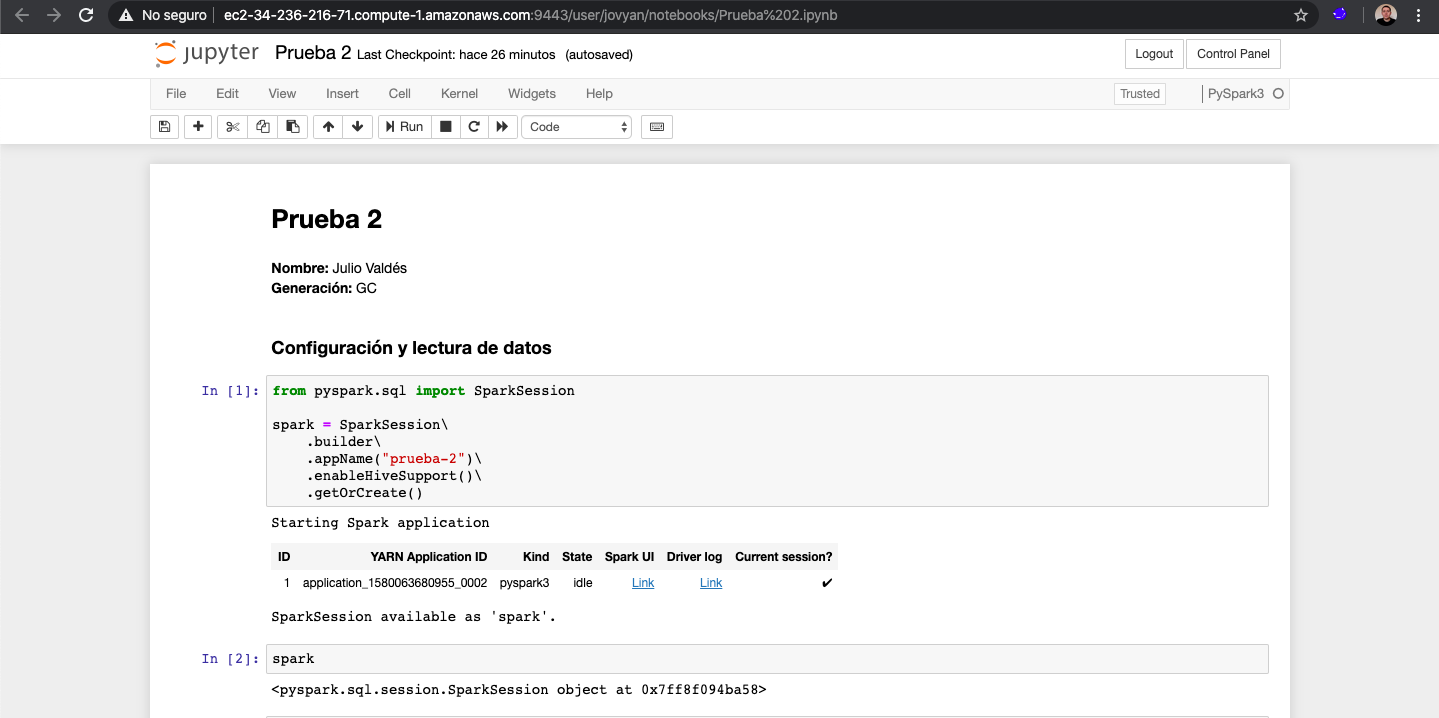 No seguro ec2-34-236-216-71.compute-1.amazonaws.com:9443/user/jovyan/notebooks/Prueba%202.ipynb
jupyter Prueba 2 Last Checkpoint: hace 26 minutos (autosaved) Logout Control Panel
File Edit View Insert Cell Kernel Widgets Help Trusted PySpark3
Run Code
Prueba 2
Nombre: Julio Valdés
Generación: GC
Configuración y lectura de datos
In [1]: from pyspark.sql import SparkSession
spark = SparkSession\
.builder\
.appName("prueba-2")\
.enableHiveSupport()\
.getOrCreate()
Starting Spark application
ID YARN Application ID Kind State Spark UI Driver log Current session?
1 application_1580063680955_0002 pyspark3 idle Link Link ✔
SparkSession available as 'spark'.
In [2]: spark
<pyspark.sql.session.SparkSession object at 0x7ff8f094ba58>